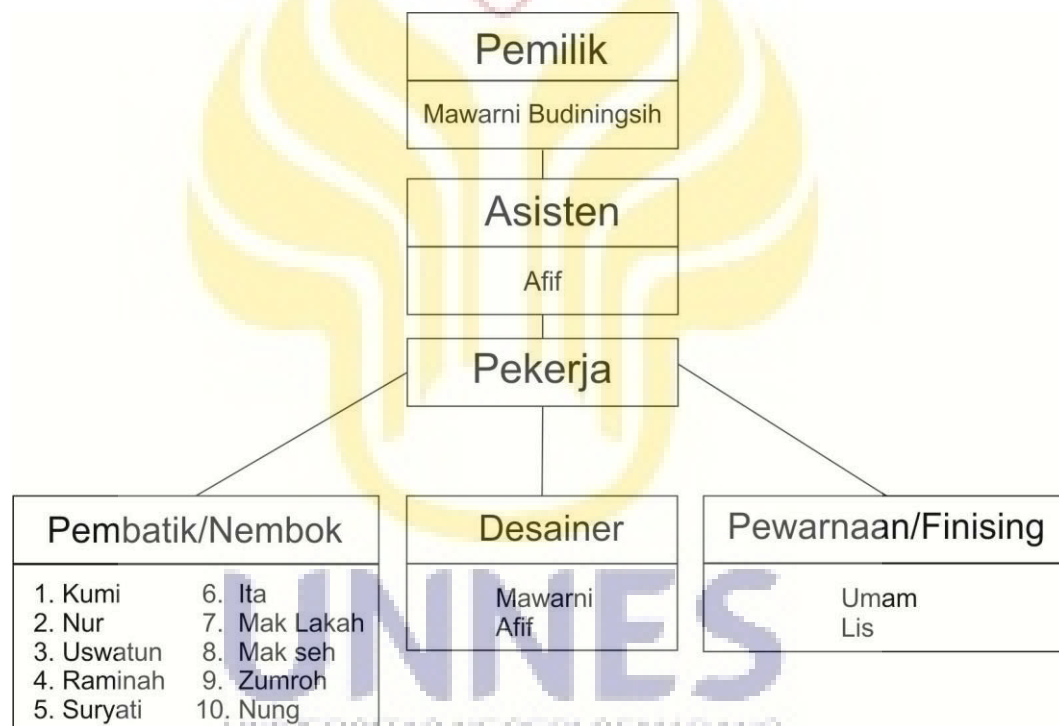 Pemilik
Mawarni Budiningsih
Asisten
Afif
Pekerja
Pembatik/Nembok
1. Kumi
2. Nur
3. Uswatun
4. Raminah
5. Suryati
6. Ita
7. Mak Lakah
8. Mak seh
9. Zumroh
10. Nung
Desainer
Mawarni
Afif
Pewarnaan/Finising
Umam
Lis
UNNES